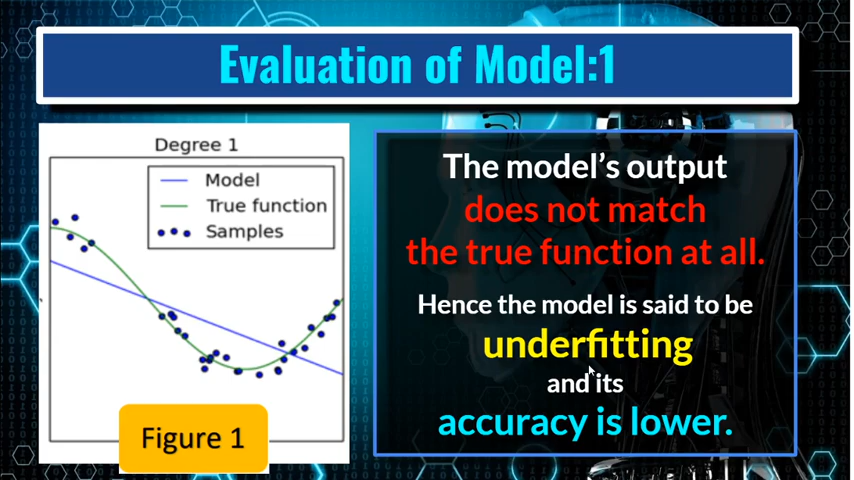 Evaluation of Model:1
Degree 1
Model
True function
Samples
Figure 1
The model’s output
does not match
the true function at all.
Hence the model is said to be
underfitting
and its
accuracy is lower.